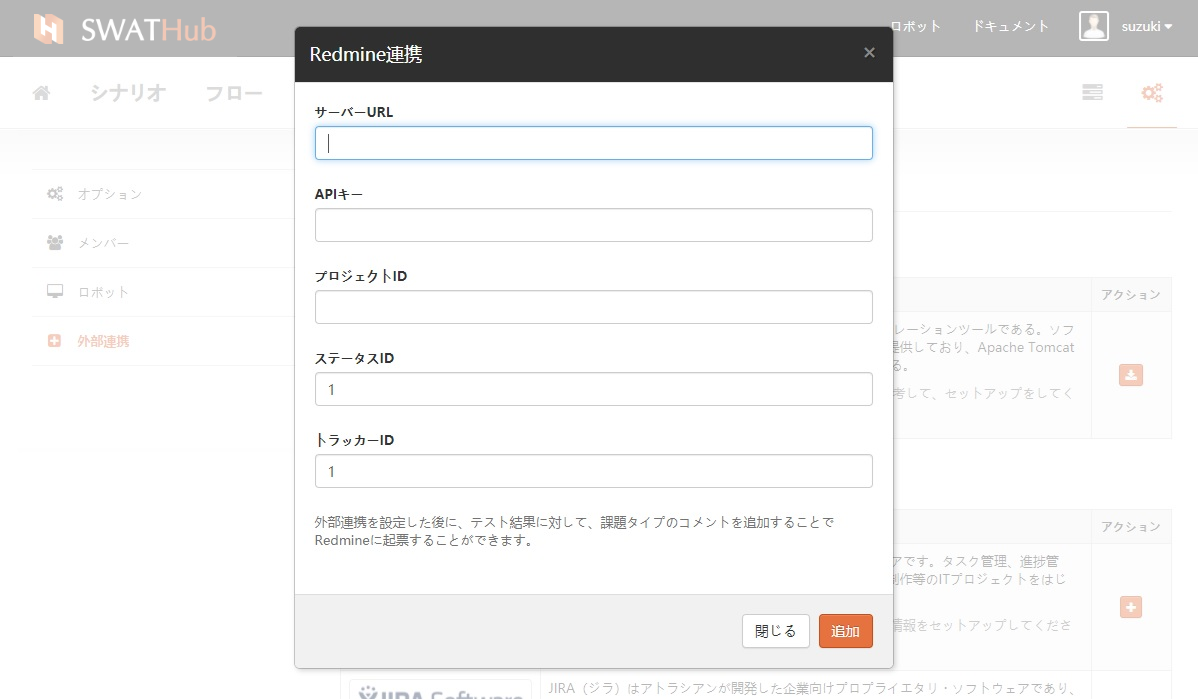 SWATHub
ロボット
ドキュメント
suzuki
シナリオ
フロー
オプション
メンバー
ロボット
外部連携
Redmine連携
×
サーバーURL
APIキー
プロジェクトID
ステータスID
1
トラッカーID
1
外部連携を設定した後に、テスト結果に対して、課題タイプのコメントを追加することで
Redmineに起票することができます。
閉じる
追加
アクション
レーションツールである。ソフ
提供しており、Apache Tomcat
る。
考して、セットアップをしてく
アクション
アです。タスク管理、進捗管
制作等のITプロジェクトをはじ
情報をセットアップしてくださ
JIRA Software
JIRA（ジラ）はアトラシアンが開発した企業向けプロプライエタリ・ソフトウェアであり、